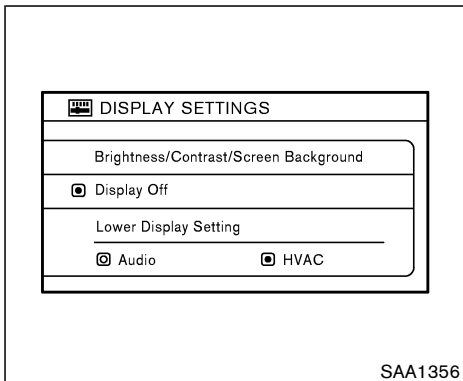 DISPLAY SETTINGS
Brightness/Contrast/Screen Background
Display Off
Lower Display Setting
Audio HVAC
SAA1356